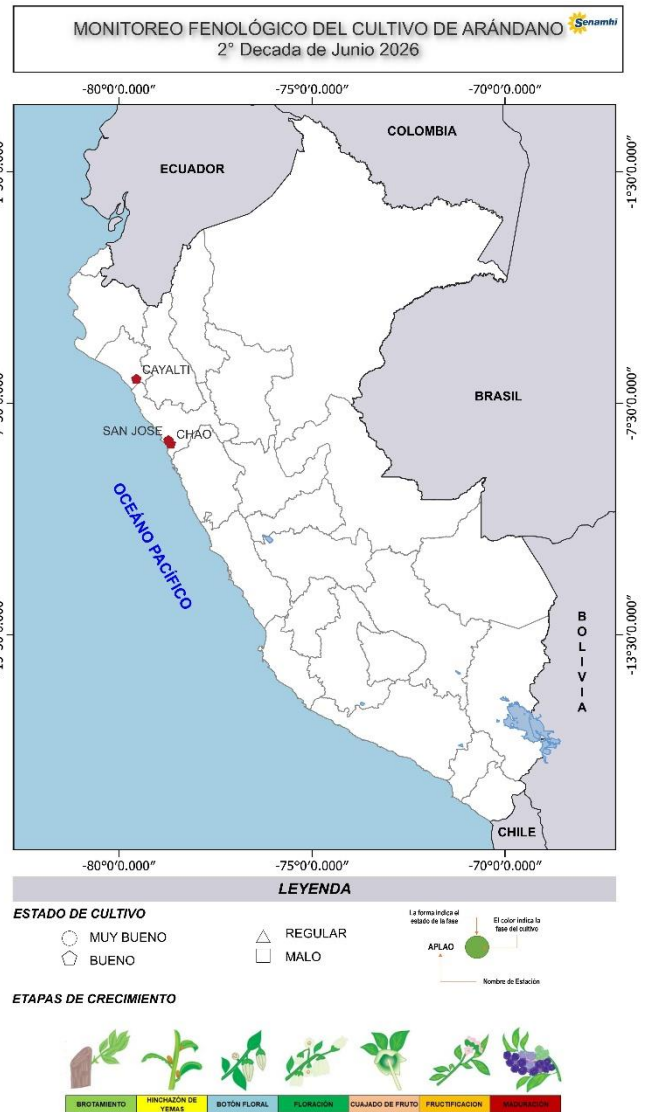 MONITOREO FENOLÓGICO DEL CULTIVO DE ARÁNDANO
Senamhi
2° Decada de Junio 2026
-80°0'0.000" -75°0'0.000" -70°0'0.000"
COLOMBIA
ECUADOR
-1°30'0.000"
CAYALTI
BRASIL
-7°30'0.000"
SAN JOSE
CHAO
OCEÁNO PACÍFICO
-13°30'0.000"
BOLIVIA
CHILE
-80°0'0.000" -75°0'0.000" -70°0'0.000"
LEYENDA
ESTADO DE CULTIVO
MUY BUENO
BUENO
REGULAR
MALO
La forma indica el
estado de la fase
El color indica la
fase del cultivo
APLAO
Nombre de Estación
ETAPAS DE CRECIMIENTO
BROTAMIENTO
HINCHAZÓN DE
YEMAS
BOTÓN FLORAL
FLORACIÓN
CUAJADO DE FRUTO
FRUCTIFICACION
MADURACION